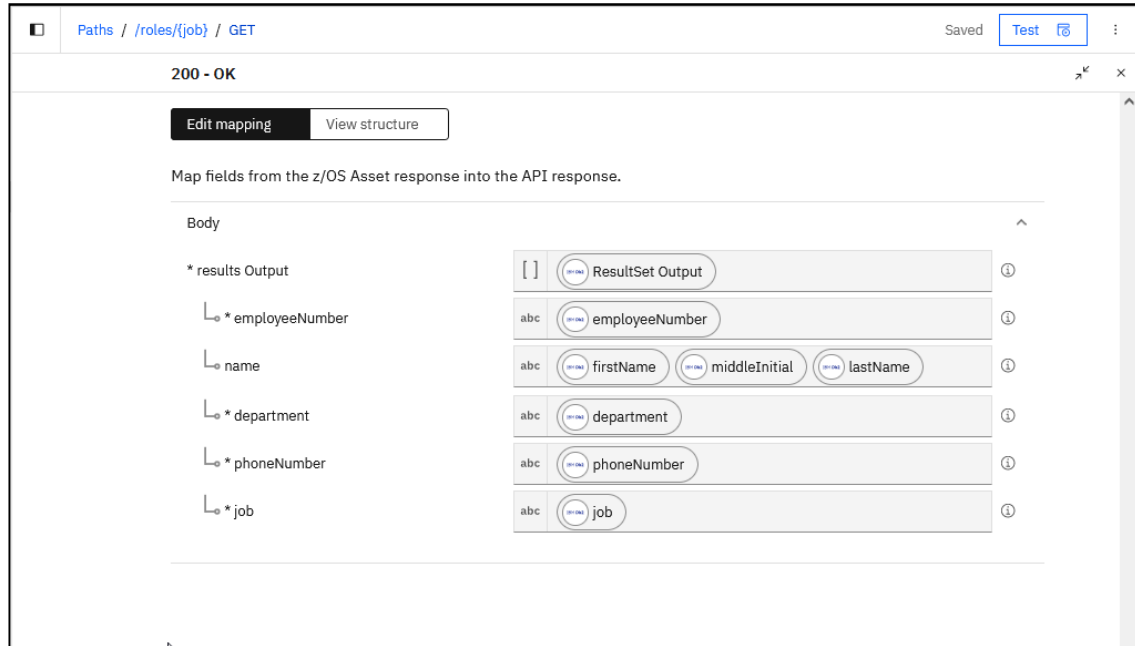 Paths / /roles/{job} / GET Saved Test
200 - OK
Edit mapping View structure
Map fields from the z/OS Asset response into the API response.
Body
* results Output [ ] ResultSet Output
* employeeNumber abc employeeNumber
name abc firstName middleInitial lastName
* department abc department
* phoneNumber abc phoneNumber
* job abc job